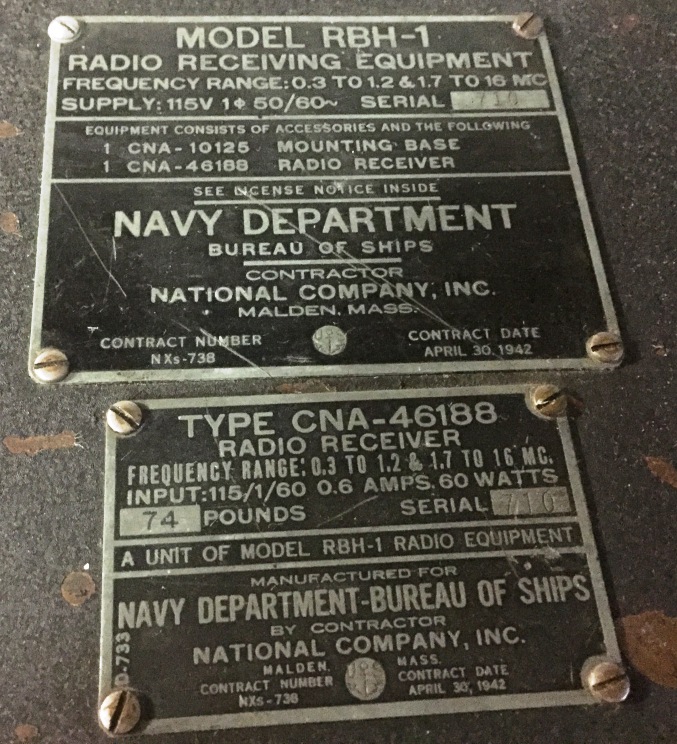 MODEL RBH-1
RADIO RECEIVING EQUIPMENT
FREQUENCY RANGE: 0.3 TO 1.2 & 1.7 TO 16 MC
SUPPLY: 115V 1ϕ 50/60~ SERIAL 710
EQUIPMENT CONSISTS OF ACCESSORIES AND THE FOLLOWING
1 CNA-10125 MOUNTING BASE
1 CNA-46188 RADIO RECEIVER
SEE LICENSE NOTICE INSIDE
NAVY DEPARTMENT
BUREAU OF SHIPS
CONTRACTOR
NATIONAL COMPANY, INC.
MALDEN, MASS.
CONTRACT NUMBER
NXs-738
CONTRACT DATE
APRIL 30, 1942
TYPE CNA-46188
RADIO RECEIVER
FREQUENCY RANGE: 0.3 TO 1.2 & 1.7 TO 16 MC.
INPUT: 115/1/60 0.6 AMPS. 60 WATTS
74 POUNDS SERIAL 710
A UNIT OF MODEL RBH-1 RADIO EQUIPMENT
MANUFACTURED FOR
NAVY DEPARTMENT-BUREAU OF SHIPS
BY CONTRACTOR
NATIONAL COMPANY, INC.
MALDEN, MASS.
CONTRACT NUMBER
NXs-738
CONTRACT DATE
APRIL 30, 1942
D-733